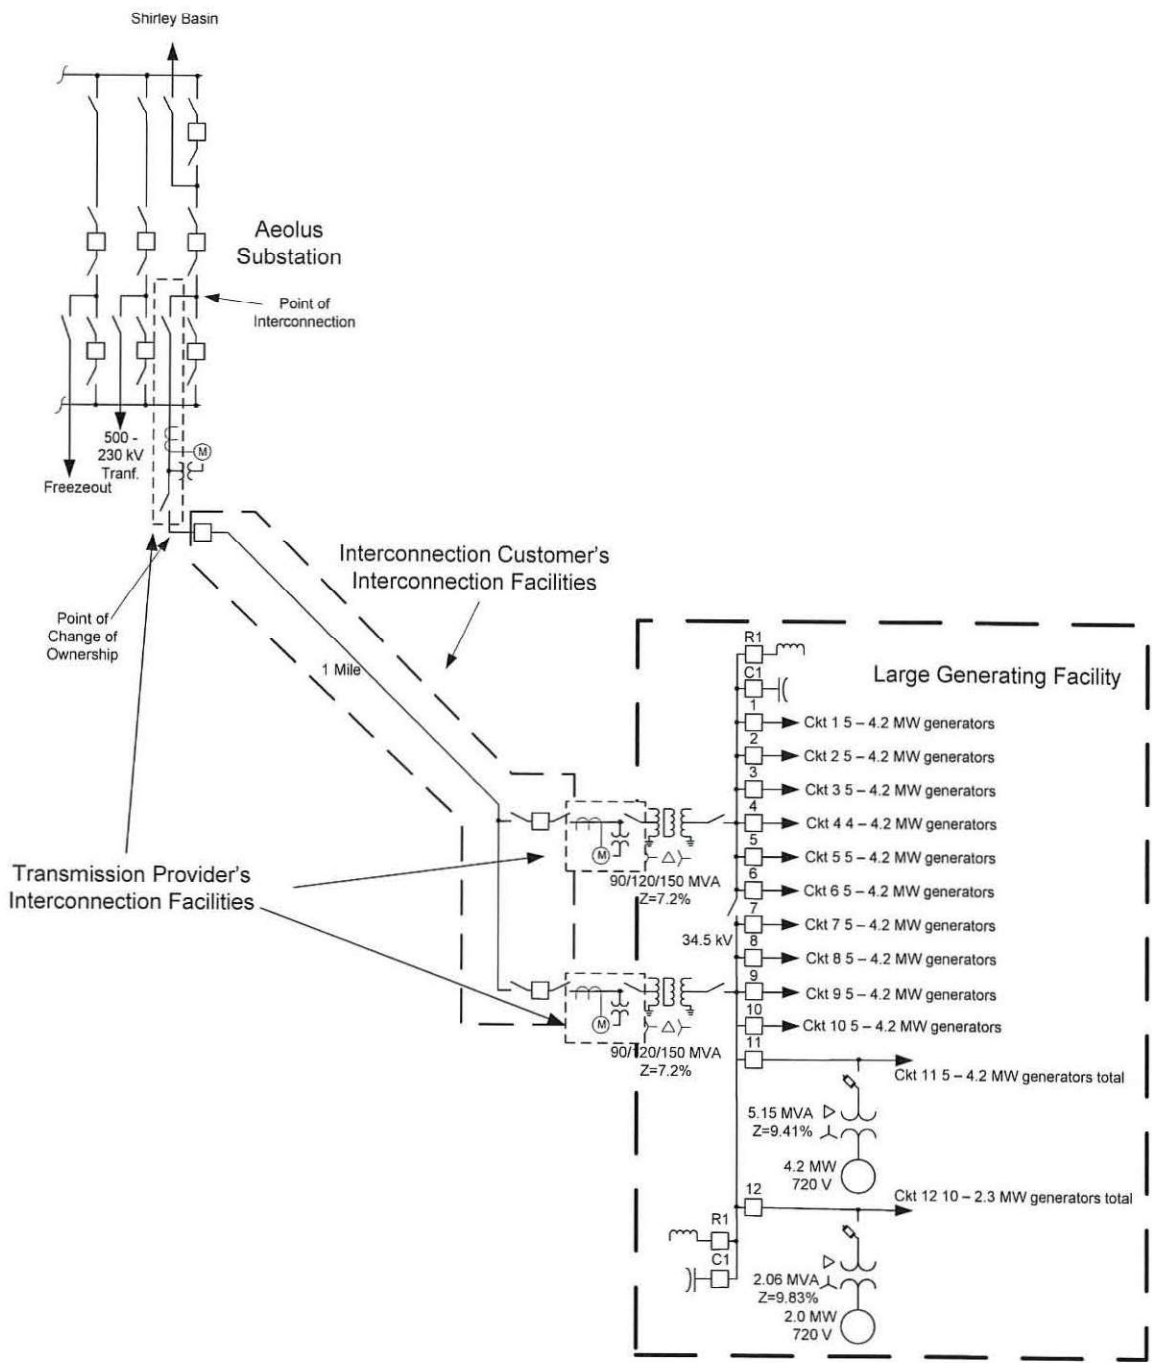 Shirley Basin
Aeolus
Substation
Point of
Interconnection
500 -
230 kV
Tranf.
M
Freezeout
Interconnection Customer's
Interconnection Facilities
Point of
Change of
Ownership
1 Mile
Large Generating Facility
R1
C1
1
Ckt 1 5 – 4.2 MW generators
2
Ckt 2 5 – 4.2 MW generators
3
Ckt 3 5 – 4.2 MW generators
4
Ckt 4 4 – 4.2 MW generators
5
Ckt 5 5 – 4.2 MW generators
6
Ckt 6 5 – 4.2 MW generators
7
Ckt 7 5 – 4.2 MW generators
8
Ckt 8 5 – 4.2 MW generators
9
Ckt 9 5 – 4.2 MW generators
10
Ckt 10 5 – 4.2 MW generators
11
Ckt 11 5 – 4.2 MW generators total
Transmission Provider's
Interconnection Facilities
M
90/120/150 MVA
Z=7.2%
34.5 kV
M
90/120/150 MVA
Z=7.2%
5.15 MVA
Z=9.41%
4.2 MW
720 V
12
Ckt 12 10 – 2.3 MW generators total
R1
C1
2.06 MVA
Z=9.83%
2.0 MW
720 V